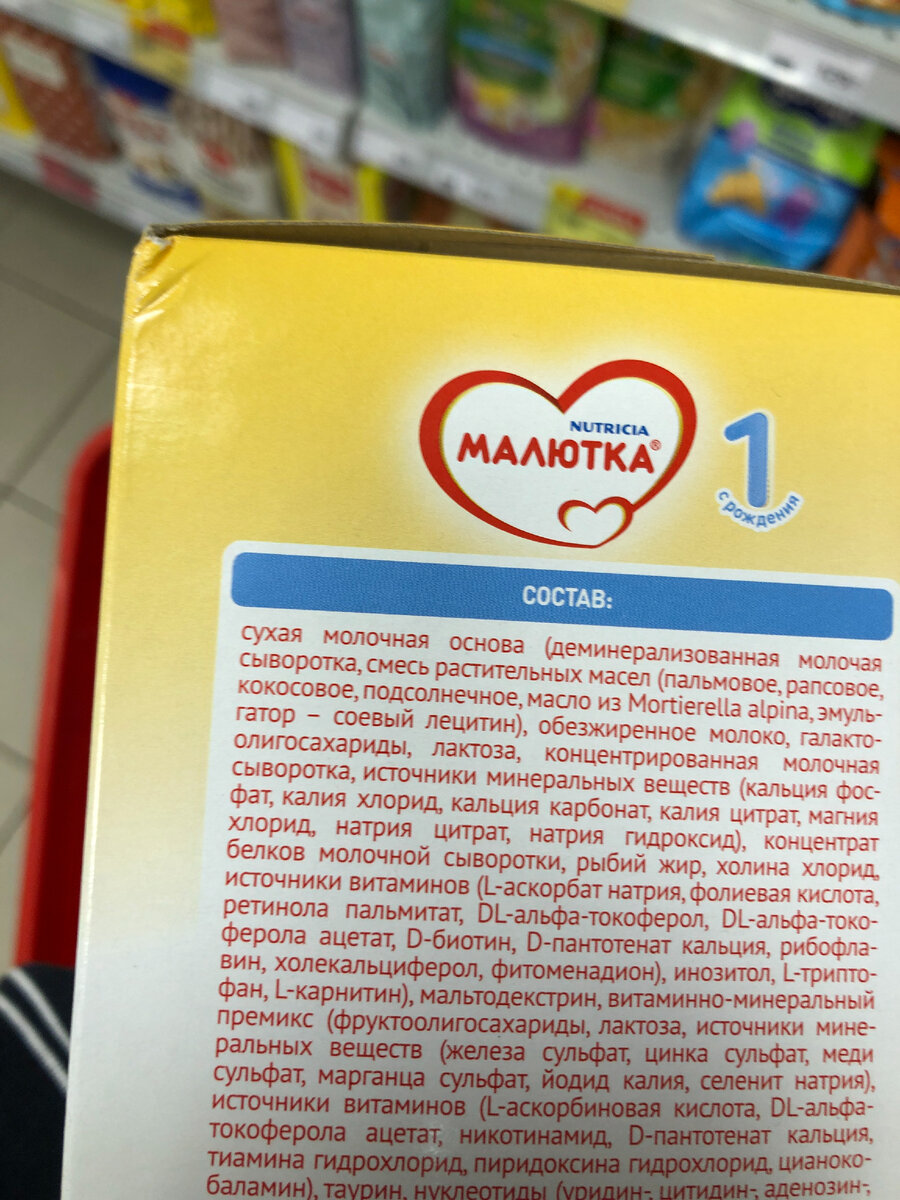 NUTRICIA
МАЛЮТКА®
1
с рождения
СОСТАВ:
сухая молочная основа (деминерализованная молочая
сыворотка, смесь растительных масел (пальмовое, рапсовое,
кокосовое, подсолнечное, масло из Mortierella alpina, эмуль-
гатор – соевый лецитин), обезжиренное молоко, галакто-
олигосахариды, лактоза, концентрированная молочная
сыворотка, источники минеральных веществ (кальция фос-
фат, калия хлорид, кальция карбонат, калия цитрат, магния
хлорид, натрия цитрат, натрия гидроксид), концентрат
белков молочной сыворотки, рыбий жир, холина хлорид,
источники витаминов (L-аскорбат натрия, фолиевая кислота,
ретинола пальмитат, DL-альфа-токоферол, DL-альфа-токо-
ферола ацетат, D-биотин, D-пантотенат кальция, рибофла-
вин, холекальциферол, фитоменадион), инозитол, L-трипто-
фан, L-карнитин), мальтодекстрин, витаминно-минеральный
премикс (фруктоолигосахариды, лактоза, источники мине-
ральных веществ (железа сульфат, цинка сульфат, меди
сульфат, марганца сульфат, йодид калия, селенит натрия),
источники витаминов (L-аскорбиновая кислота, DL-альфа-
токоферола ацетат, никотинамид, D-пантотенат кальция,
тиамина гидрохлорид, пиридоксина гидрохлорид, цианоко-
баламин), таурин, нуклеотиды (уридин-, цитидин-, аденозин-,